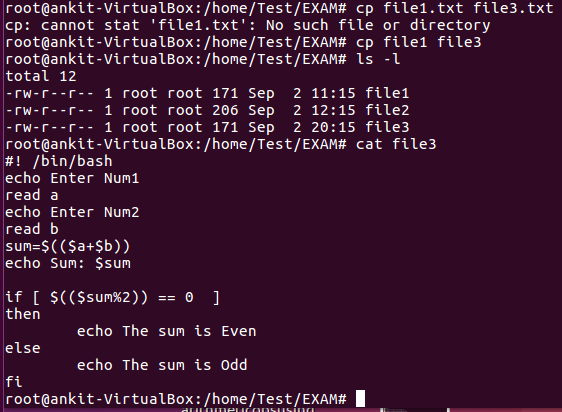 root@ankit-VirtualBox:/home/Test/EXAM# cp file1.txt file3.txt
cp: cannot stat 'file1.txt': No such file or directory
root@ankit-VirtualBox:/home/Test/EXAM# cp file1 file3
root@ankit-VirtualBox:/home/Test/EXAM# ls -l
total 12
-rw-r--r-- 1 root root 171 Sep  2 11:15 file1
-rw-r--r-- 1 root root 206 Sep  2 12:15 file2
-rw-r--r-- 1 root root 171 Sep  2 20:15 file3
root@ankit-VirtualBox:/home/Test/EXAM# cat file3
#! /bin/bash
echo Enter Num1
read a
echo Enter Num2
read b
sum=$(($a+$b))
echo Sum: $sum

if [ $(($sum%2)) == 0  ]
then
        echo The sum is Even
else
        echo The sum is Odd
fi
root@ankit-VirtualBox:/home/Test/EXAM#